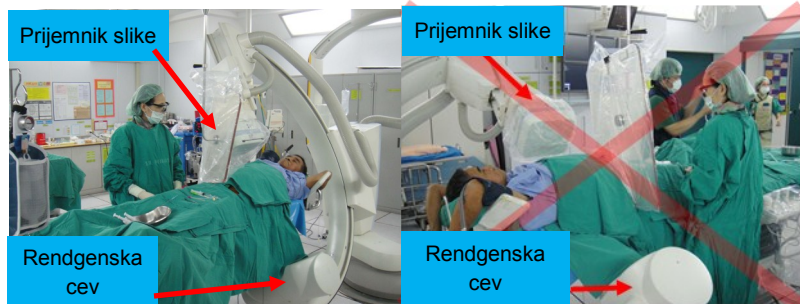 Prijemnik slike
Rendgenska
cev
Prijemnik slike
Rendgenska
cev